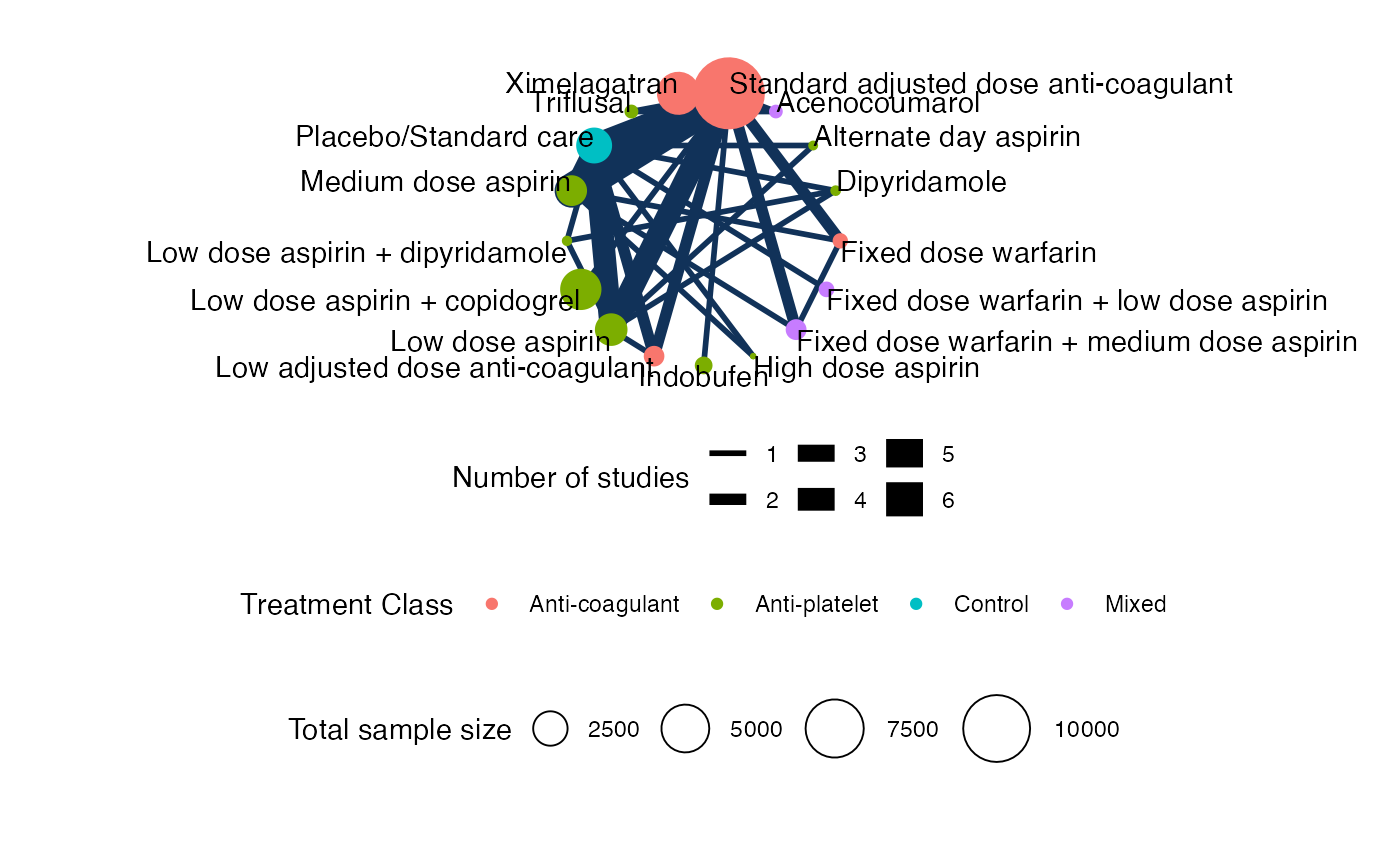 Ximelagatran
Standard adjusted dose anti-coagulant
Triflusal
Acenocoumarol
Placebo/Standard care
Alternate day aspirin
Medium dose aspirin
Dipyridamole
Low dose aspirin + dipyridamole
Fixed dose warfarin
Low dose aspirin + copidogrel
Fixed dose warfarin + low dose aspirin
Low dose aspirin
Fixed dose warfarin + medium dose aspirin
Low adjusted dose anti-coagulant
High dose aspirin
Indobufen
Number of studies
1
3
5
2
4
6
Treatment Class
Anti-coagulant
Anti-platelet
Control
Mixed
Total sample size
2500
5000
7500
10000